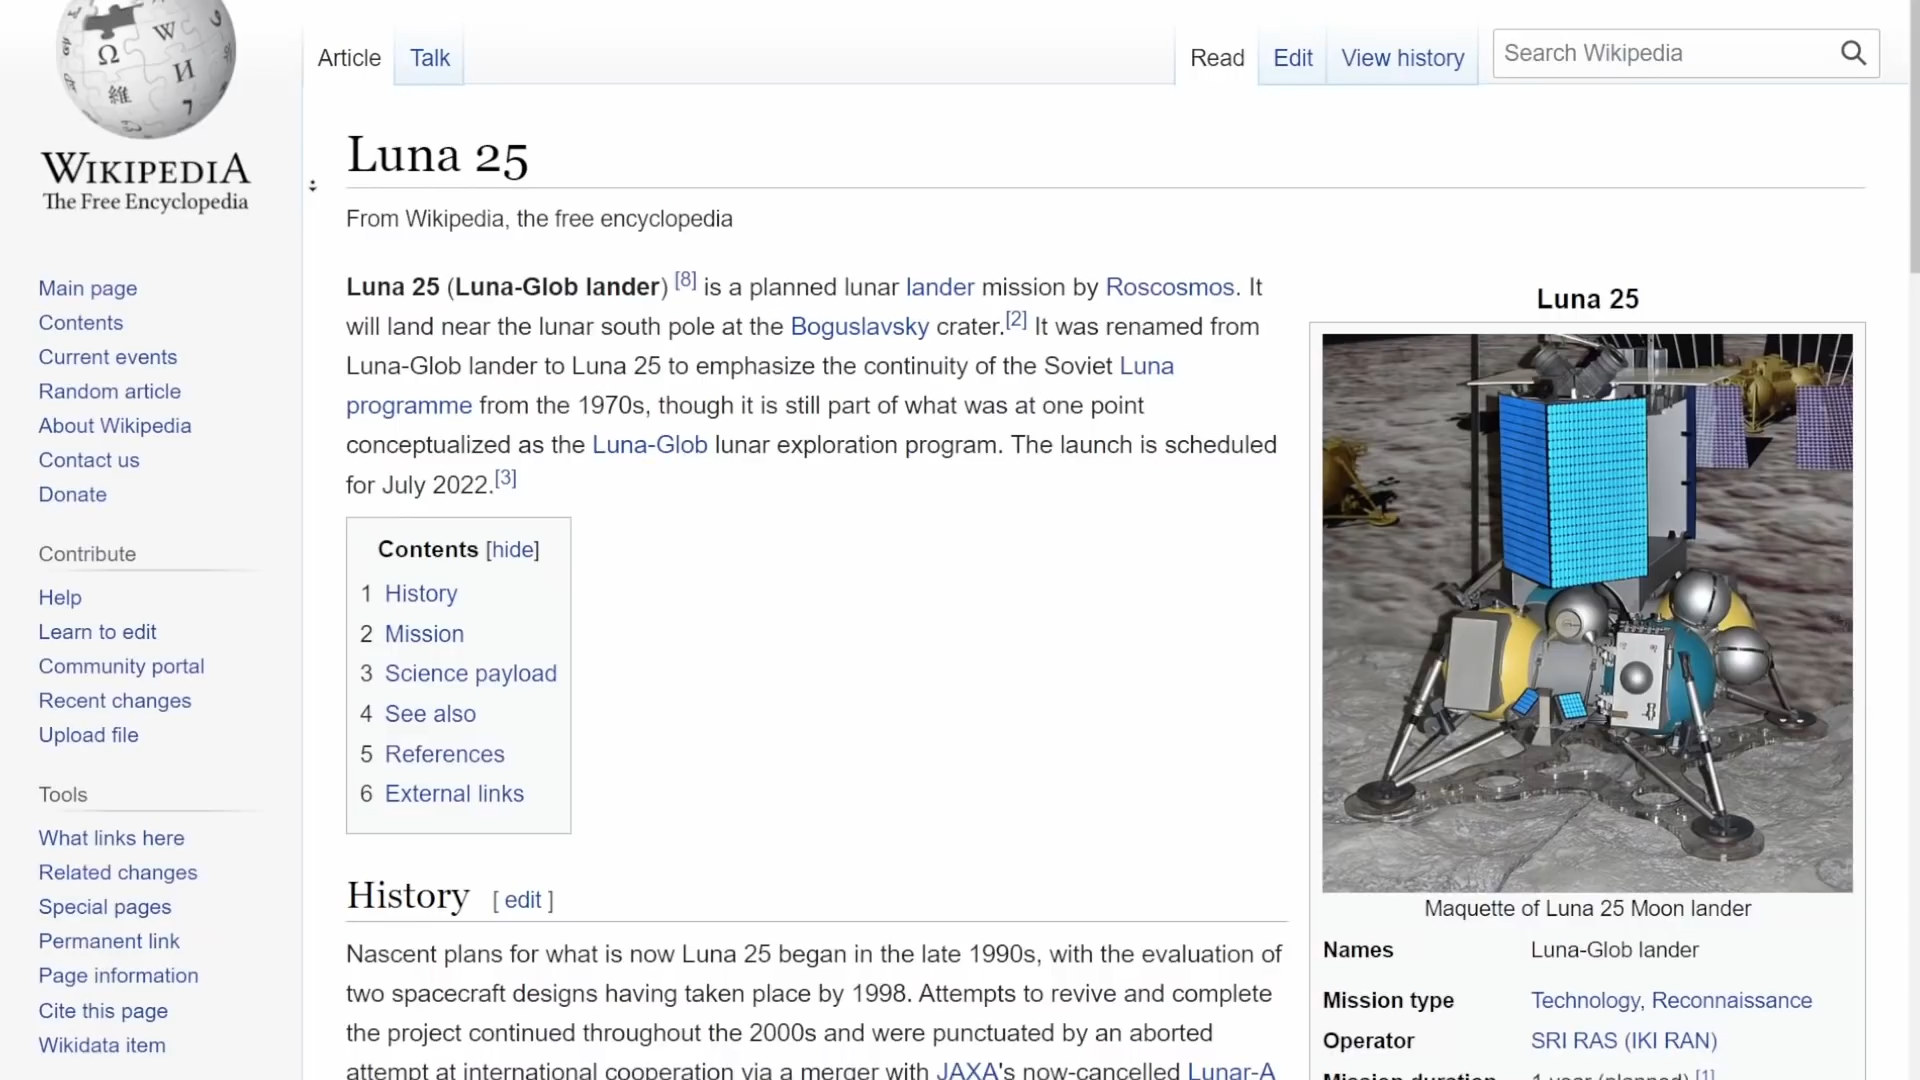 Article
Talk
Read
Edit
View history
Search Wikipedia
Ω
W
И
維
WIKIPEDIA
The Free Encyclopedia
Main page
Contents
Current events
Random article
About Wikipedia
Contact us
Donate
Contribute
Help
Learn to edit
Community portal
Recent changes
Upload file
Tools
What links here
Related changes
Special pages
Permanent link
Page information
Cite this page
Wikidata item
Luna 25
From Wikipedia, the free encyclopedia
Luna 25 (Luna-Glob lander) [8] is a planned lunar lander mission by Roscosmos. It
will land near the lunar south pole at the Boguslavsky crater.[2] It was renamed from
Luna-Glob lander to Luna 25 to emphasize the continuity of the Soviet Luna
programme from the 1970s, though it is still part of what was at one point
conceptualized as the Luna-Glob lunar exploration program. The launch is scheduled
for July 2022.[3]
Contents [hide]
1 History
2 Mission
3 Science payload
4 See also
5 References
6 External links
History [ edit ]
Nascent plans for what is now Luna 25 began in the late 1990s, with the evaluation of
two spacecraft designs having taken place by 1998. Attempts to revive and complete
the project continued throughout the 2000s and were punctuated by an aborted
attempt at international cooperation via a merger with JAXA's now-cancelled Lunar-A
Luna 25
Maquette of Luna 25 Moon lander
Names Luna-Glob lander
Mission type Technology, Reconnaissance
Operator SRI RAS (IKI RAN)
Mission duration 1 year (planned) [1]